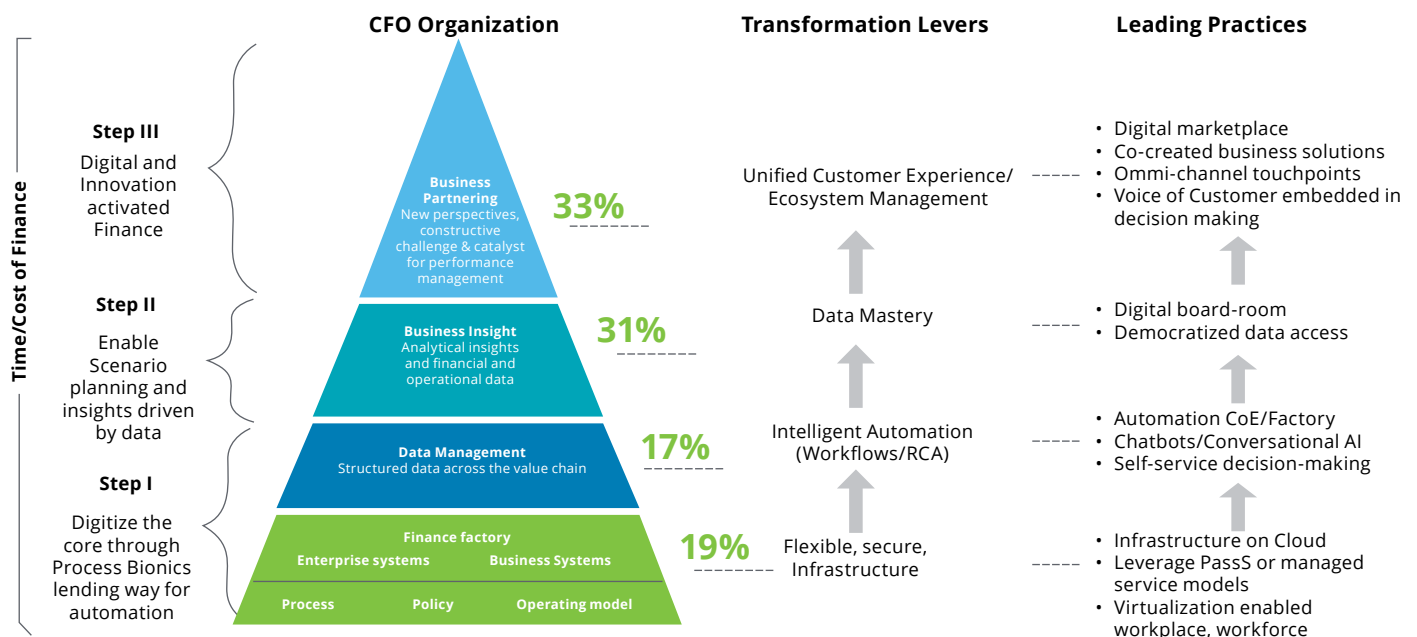 CFO Organization
Transformation Levers
Leading Practices
Time/Cost of Finance
Step III
Digital and
Innovation
activated
Finance
Business
Partnering
New perspectives,
constructive
challenge & catalyst
for performance
management
33%
Unified Customer Experience/
Ecosystem Management
• Digital marketplace
• Co-created business solutions
• Ommi-channel touchpoints
• Voice of Customer embedded in
decision making
Step II
Enable
Scenario
planning and
insights driven
by data
Business Insight
Analytical insights
and financial and
operational data
31%
Data Mastery
• Digital board-room
• Democratized data access
Data Management
Structured data across the value chain
17%
Intelligent Automation
(Workflows/RCA)
• Automation CoE/Factory
• Chatbots/Conversational AI
• Self-service decision-making
Step I
Digitize the
core through
Process Bionics
lending way for
automation
Finance factory
Enterprise systems
Business Systems
Process
Policy
Operating model
19%
Flexible, secure,
Infrastructure
• Infrastructure on Cloud
• Leverage PassS or managed
service models
• Virtualization enabled
workplace, workforce